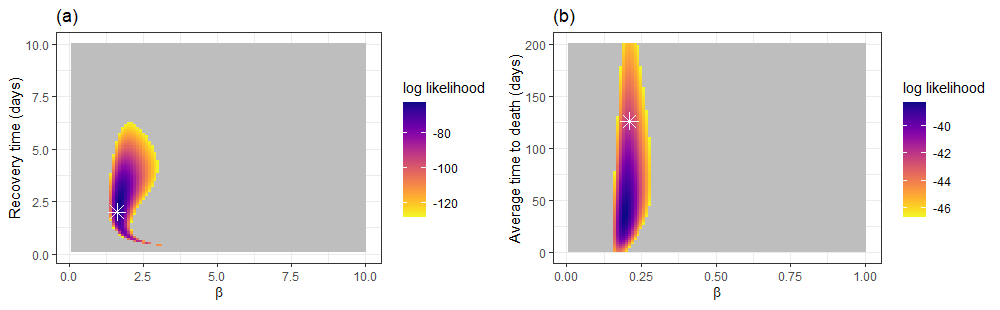 (a)
Recovery time (days)
10.0
7.5
5.0
2.5
0.0
0.0 2.5 5.0 7.5 10.0
β
log likelihood
-80
-100
-120
(b)
Average time to death (days)
200
150
100
50
0
0.00 0.25 0.50 0.75 1.00
β
log likelihood
-40
-42
-44
-46